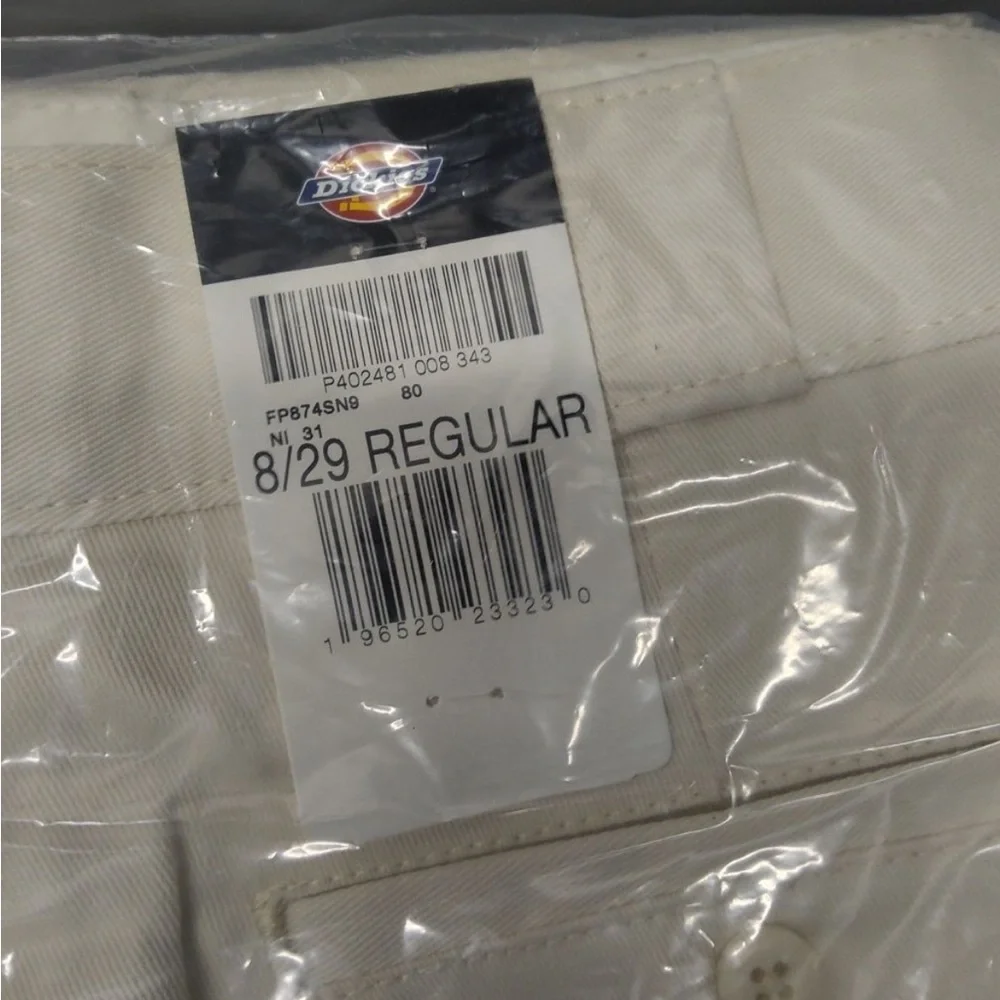 Dickies
P402481 008 343
FP874SN9 80
NI 31
8/29 REGULAR
1 96520 23323 0